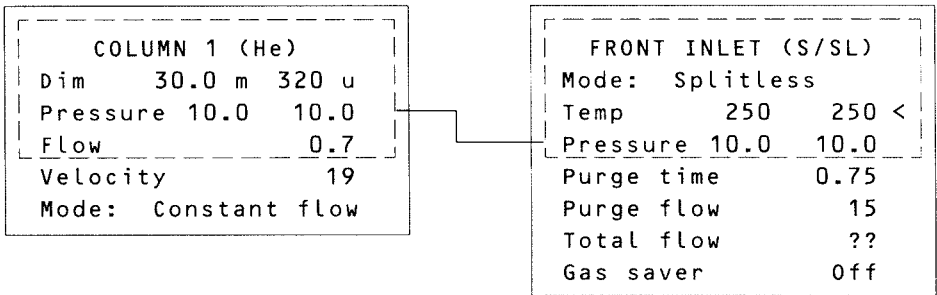 COLUMN 1 (He)
Dim 30.0 m 320 u
Pressure 10.0 10.0
Flow 0.7
Velocity 19
Mode: Constant flow
FRONT INLET (S/SL)
Mode: Splitless
Temp 250 250 <
Pressure 10.0 10.0
Purge time 0.75
Purge flow 15
Total flow ??
Gas saver Off